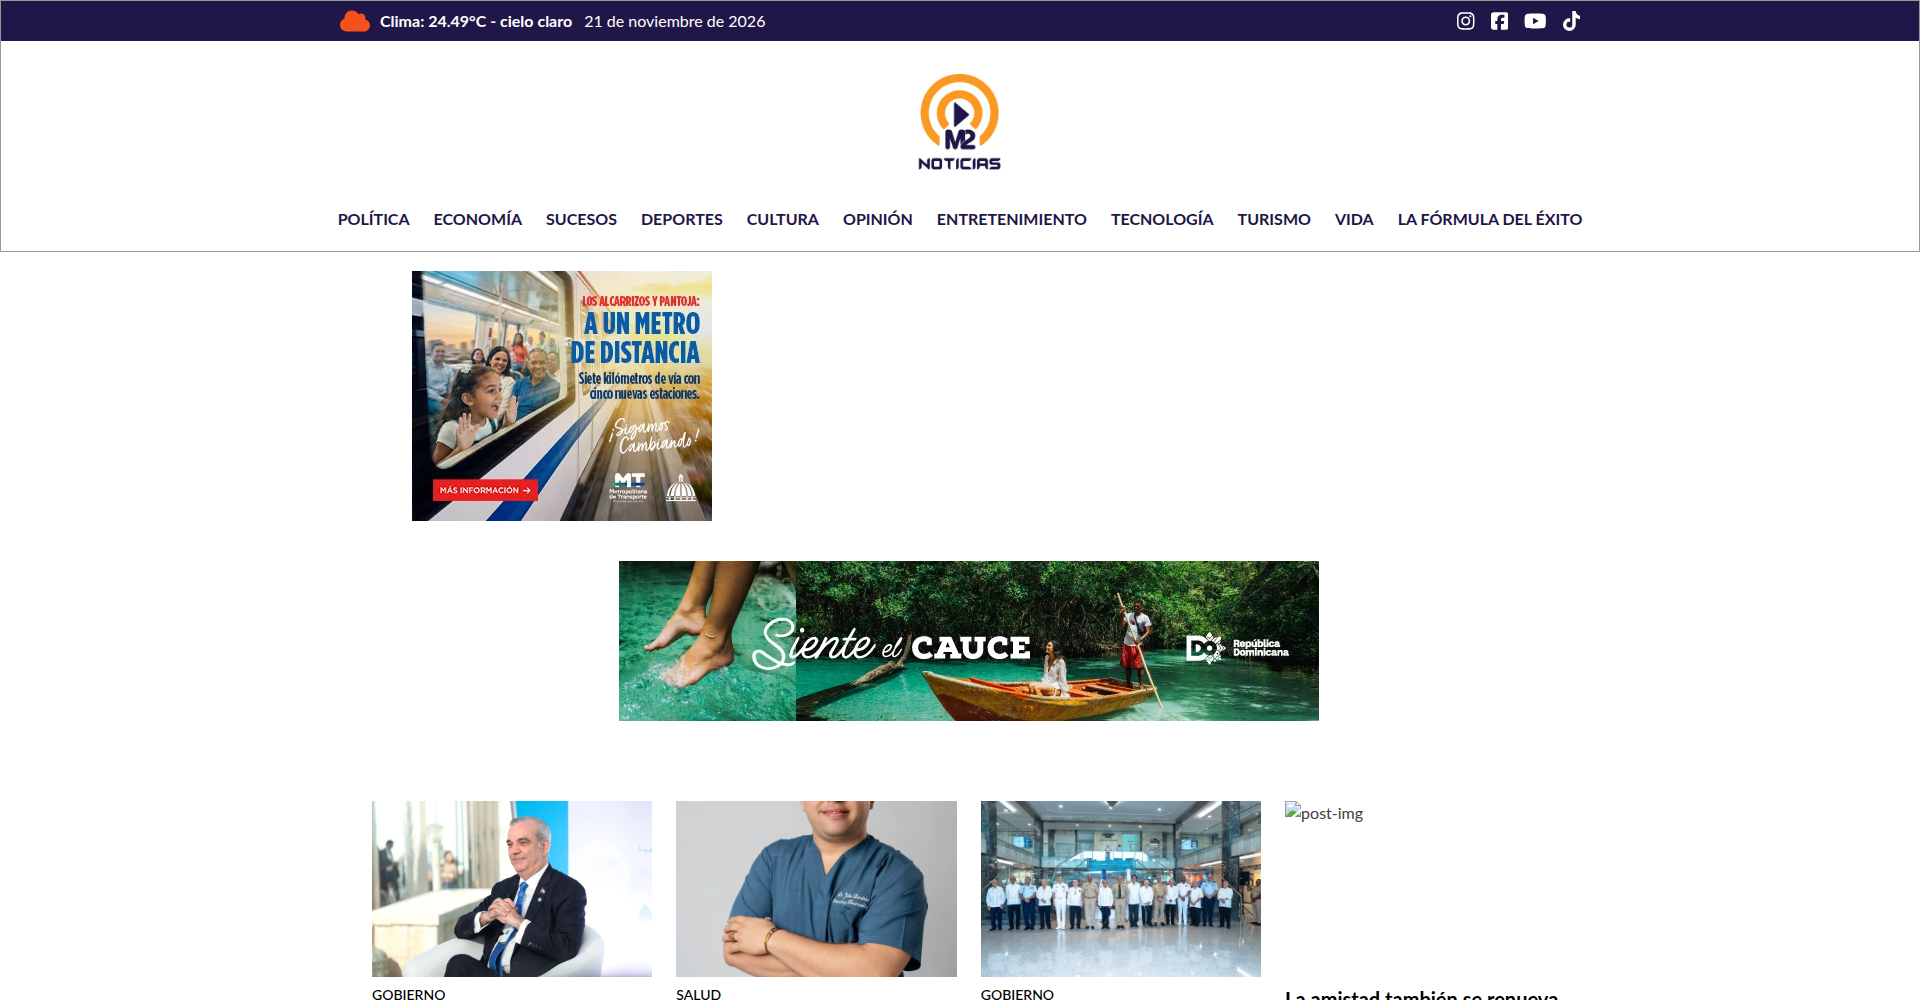 Clima: 24.49°C - cielo claro 21 de noviembre de 2026
M2
NOTICIAS
POLÍTICA ECONOMÍA SUCESOS DEPORTES CULTURA OPINIÓN ENTRETENIMIENTO TECNOLOGÍA TURISMO VIDA LA FÓRMULA DEL ÉXITO
LOS ALCARRIZOS Y PANTOJA:
A UN METRO
DE DISTANCIA
Siete kilómetros de vía con
cinco nuevas estaciones.
¡Sigamos
Cambiando!
MT
Metropolitana
de Transporte
MÁS INFORMACIÓN →
Siente el CAUCE
República
Dominicana
post-img
GOBIERNO
SALUD
GOBIERNO
La amistad también se renueva